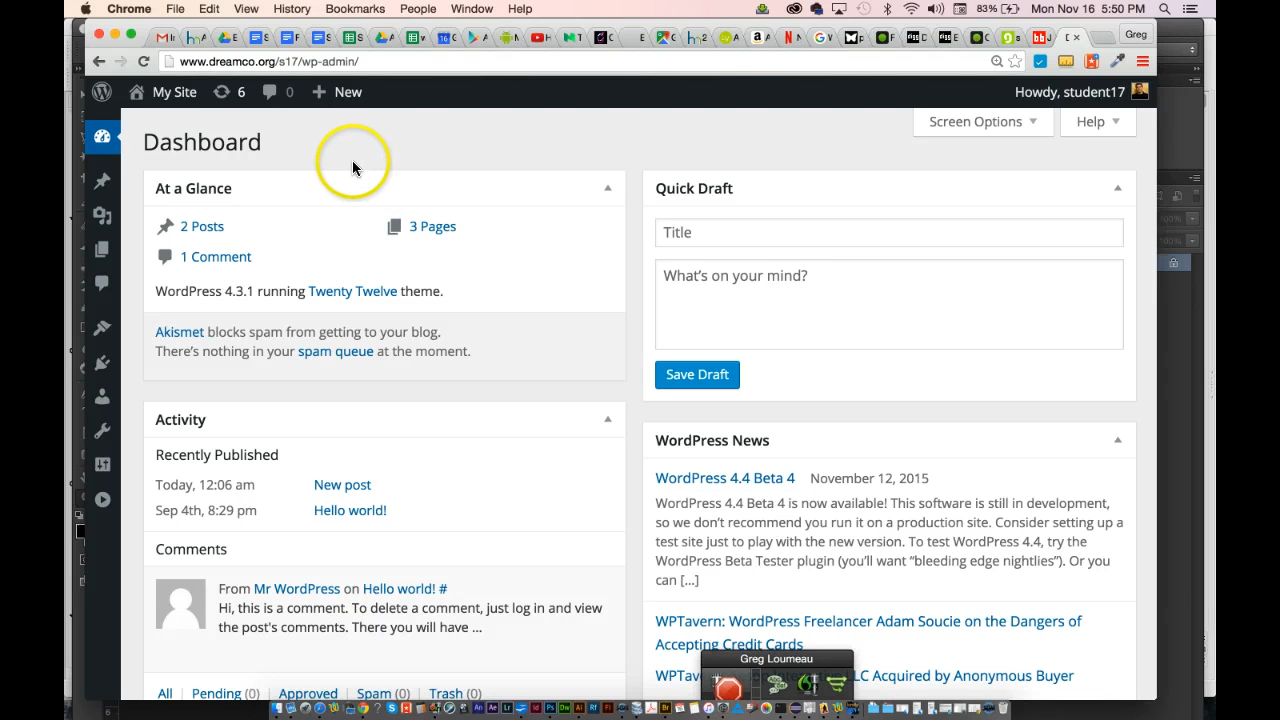 Chrome File Edit View History Bookmarks People Window Help 83% Mon Nov 16 5:50 PM
Greg
www.dreamco.org/s17/wp-admin/
My Site 6 0 New Howdy, student17
Screen Options Help
Dashboard
At a Glance
2 Posts 3 Pages
1 Comment
WordPress 4.3.1 running Twenty Twelve theme.
Akismet blocks spam from getting to your blog.
There's nothing in your spam queue at the moment.
Activity
Recently Published
Today, 12:06 am New post
Sep 4th, 8:29 pm Hello world!
Comments
From Mr WordPress on Hello world! #
Hi, this is a comment. To delete a comment, just log in and view
the post's comments. There you will have ...
All Pending (0) Approved Spam (0) Trash (0)
Quick Draft
Title
What's on your mind?
Save Draft
WordPress News
WordPress 4.4 Beta 4 November 12, 2015
WordPress 4.4 Beta 4 is now available! This software is still in development,
so we don't recommend you run it on a production site. Consider setting up a
test site just to play with the new version. To test WordPress 4.4, try the
WordPress Beta Tester plugin (you'll want "bleeding edge nightlies"). Or you
can [...]
WPTavern: WordPress Freelancer Adam Soucie on the Dangers of
Accepting Credit Cards
LC Acquired by Anonymous Buyer
Greg Loumeau